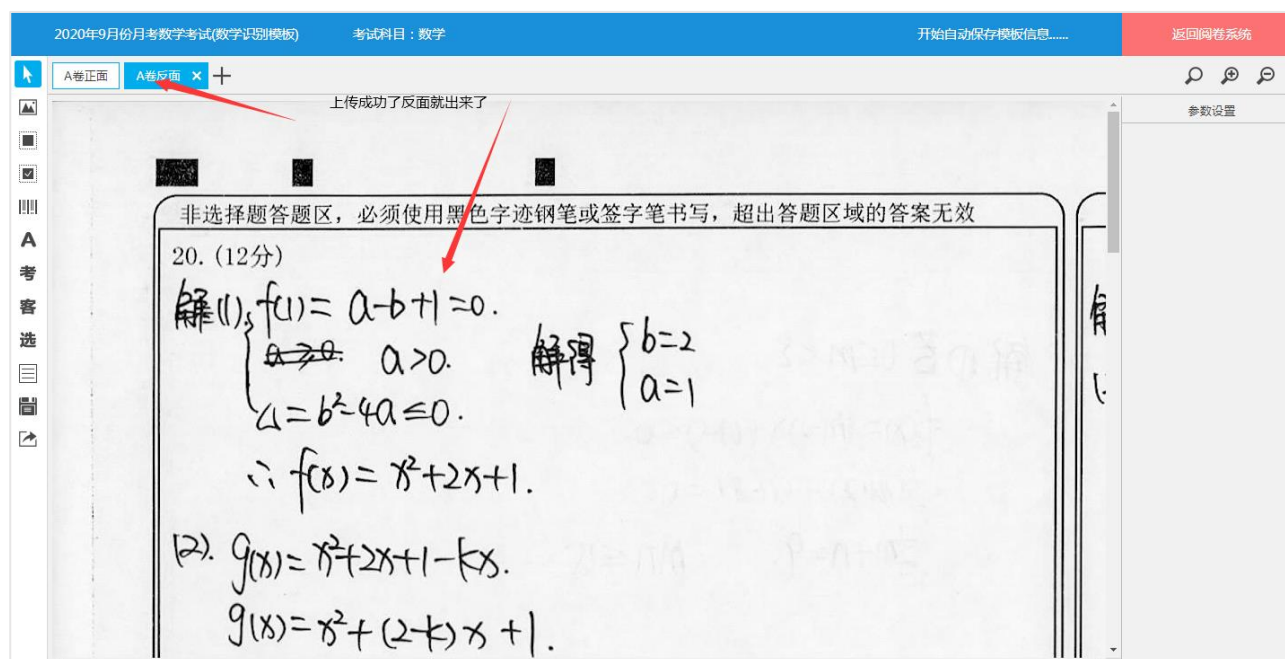 2020年9月份月考数学考试(数学识别模板) 考试科目：数学 开始自动保存模板信息...... 返回阅卷系统
A卷正面 A卷反面 × +
参数设置
上传成功了反面就出来了
A
考
客
选
非选择题答题区，必须使用黑色字迹钢笔或签字笔书写，超出答题区域的答案无效
20. (12分)
解(1), f(1)= a-b+1=0.
a≥0. a>0.
△=b²-4a≤0.
解得 { b=2
a=1
∴ f(x)= x²+2x+1.
(2). g(x)=x²+2x+1-kx.
g(x)=x²+(2-k)x+1.